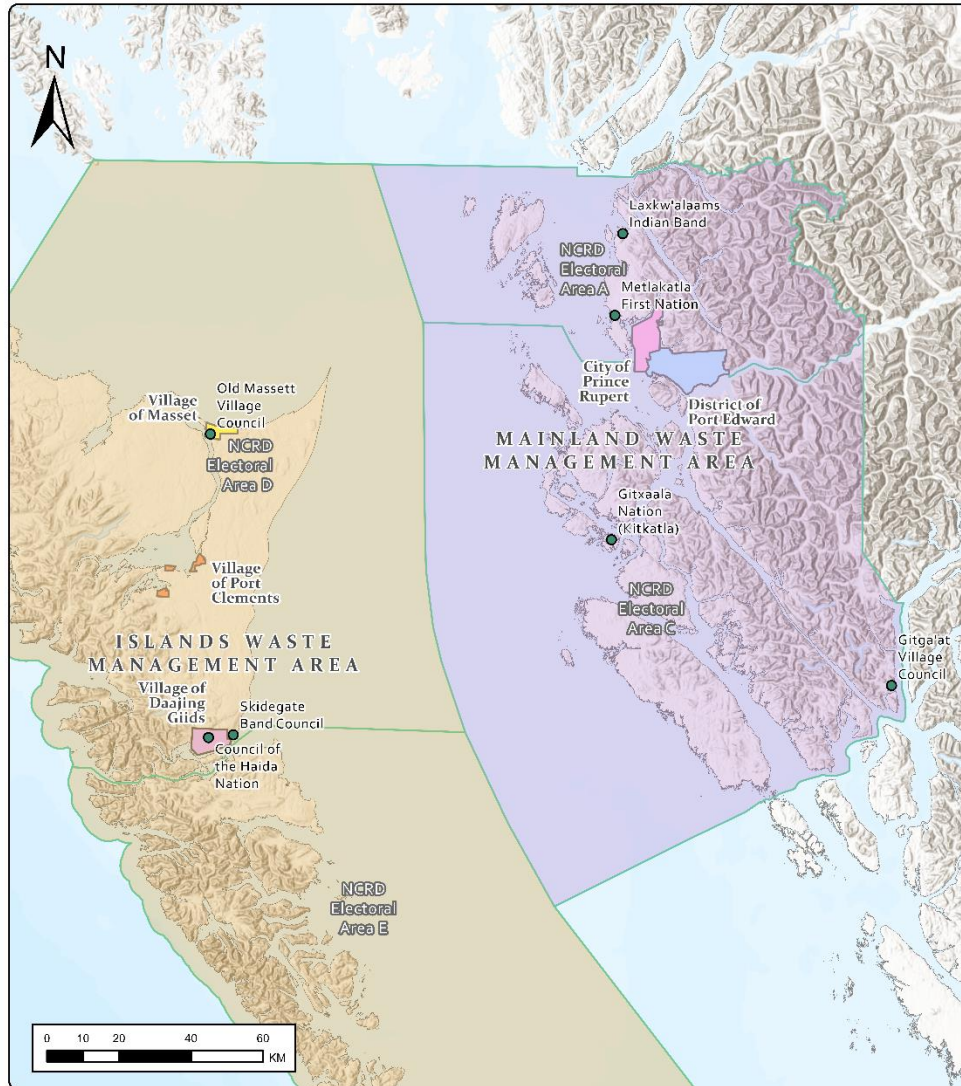 N
Laxkw'alaams
Indian Band
NCRD
Electoral
Area A
Metlakatla
First Nation
City of
Prince
Rupert
District of
Port Edward
MAINLAND WASTE
MANAGEMENT AREA
Gitxaala
Nation
(Kitkatla)
NCRD
Electoral
Area C
Gitga'at
Village
Council
Village
of Masset
Old Massett
Village
Council
NCRD
Electoral
Area D
Village
of Port
Clements
ISLANDS WASTE
MANAGEMENT AREA
Village of
Daajing
Giids
Skidegate
Band Council
Council of
the Haida
Nation
NCRD
Electoral
Area E
0 10 20 40 60
KM